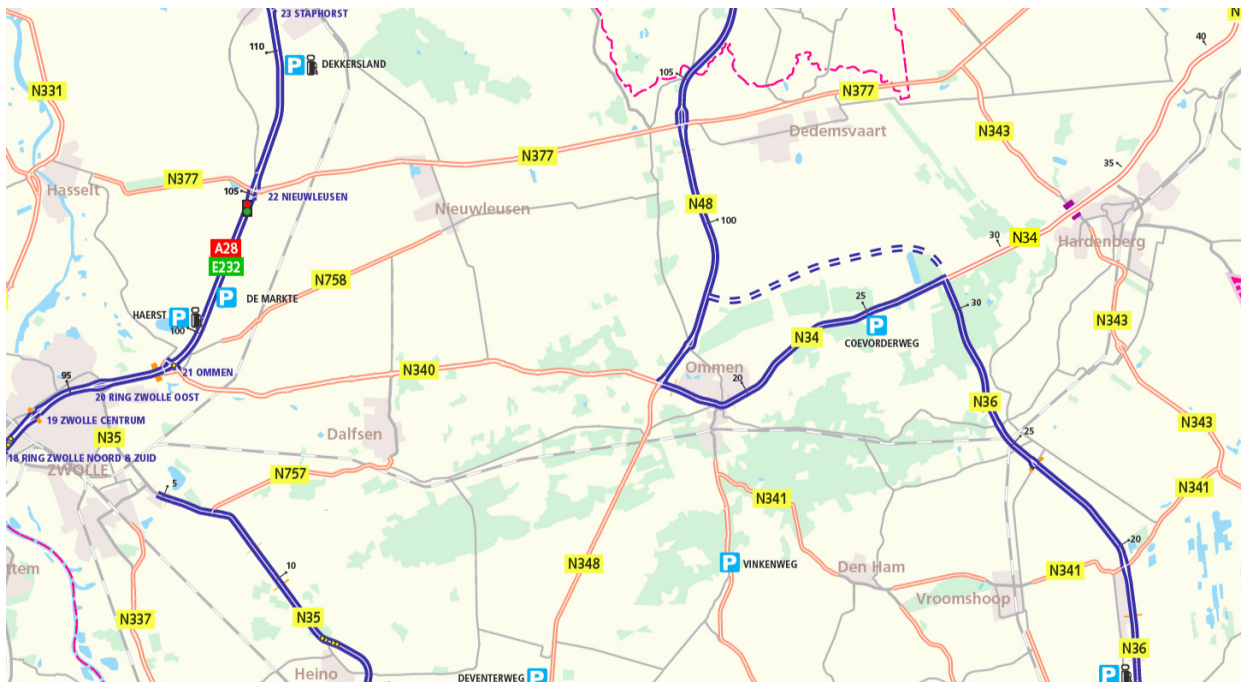 23 STAPHORST
N
110
P
DEKKERSLAND
40
105
N331
N377
N377
Dedemsvaart
N343
N377
35
Hasselt
N377
105
22 NIEUWLEUSEN
Nieuwleusen
N48
100
30
N34
Hardenberg
A28
E232
N758
P
DE MARKTE
HAERST
P
100
25
N34
P
COEVORDERWEG
30
N343
21 OMMEN
N340
Ommen
20
95
20 RING ZWOLLE OOST
19 ZWOLLE CENTRUM
N35
Dalfsen
N36
25
N343
18 RING ZWOLLE NOORD & ZUID
ZWOLLE
5
N757
N341
N341
20
ttem
10
N348
P
VINKENWEG
Den Ham
N341
Vroomshoop
N337
N35
N36
Heino
DEVENTERWEG
P
P